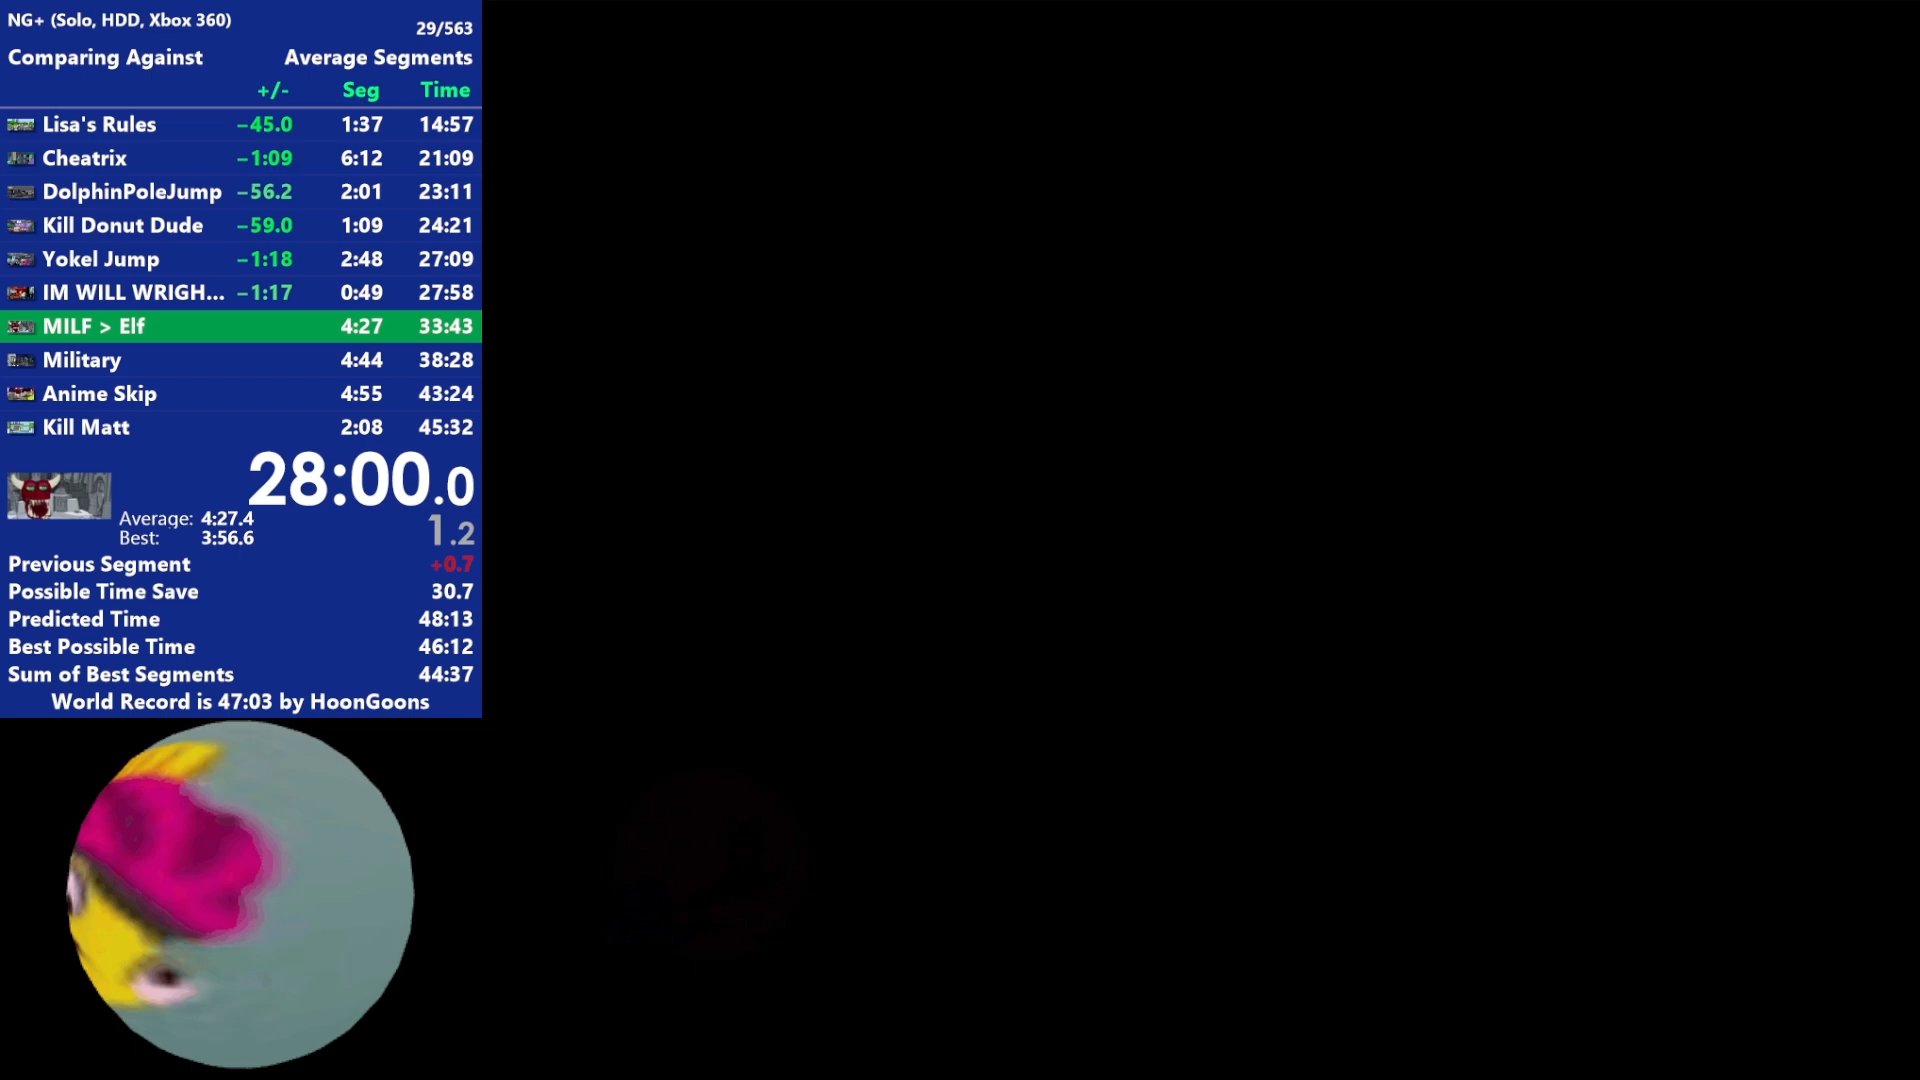 NG+ (Solo, HDD, Xbox 360) 29/563
Comparing Against Average Segments
+/- Seg Time
Lisa's Rules −45.0 1:37 14:57
Cheatrix −1:09 6:12 21:09
DolphinPoleJump −56.2 2:01 23:11
Kill Donut Dude −59.0 1:09 24:21
Yokel Jump −1:18 2:48 27:09
IM WILL WRIGH... −1:17 0:49 27:58
MILF > Elf 4:27 33:43
Military 4:44 38:28
Anime Skip 4:55 43:24
Kill Matt 2:08 45:32
28:00.0
Average: 4:27.4 1.2
Best: 3:56.6
Previous Segment +0.7
Possible Time Save 30.7
Predicted Time 48:13
Best Possible Time 46:12
Sum of Best Segments 44:37
World Record is 47:03 by HoonGoons